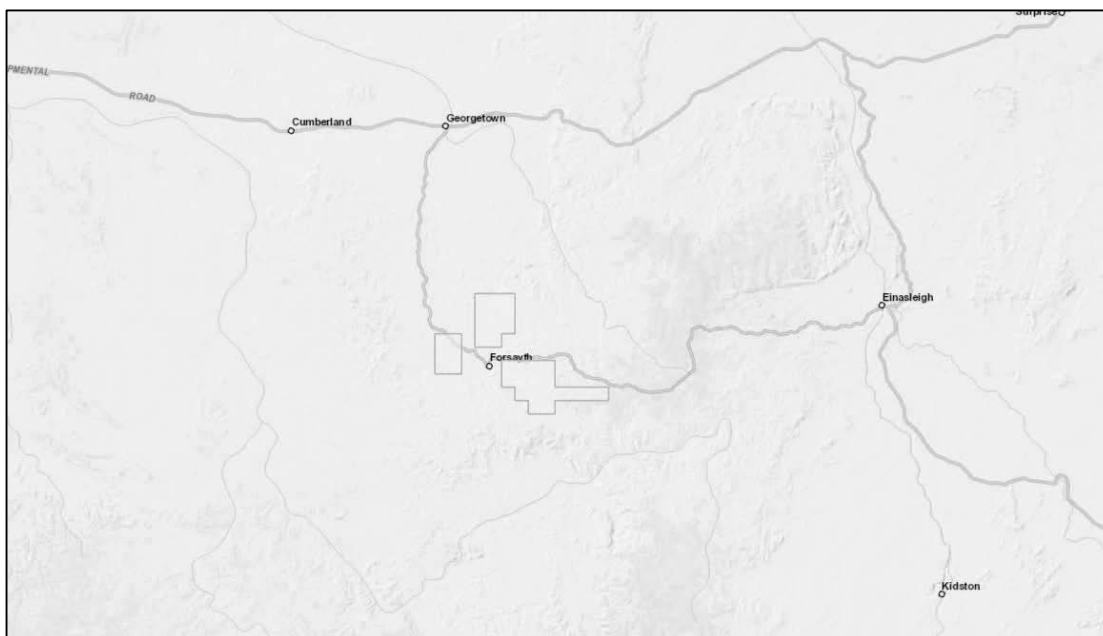 Surprise
PMENTAL
ROAD
Cumberland
Georgetown
Einasleigh
Forsayth
Kidston